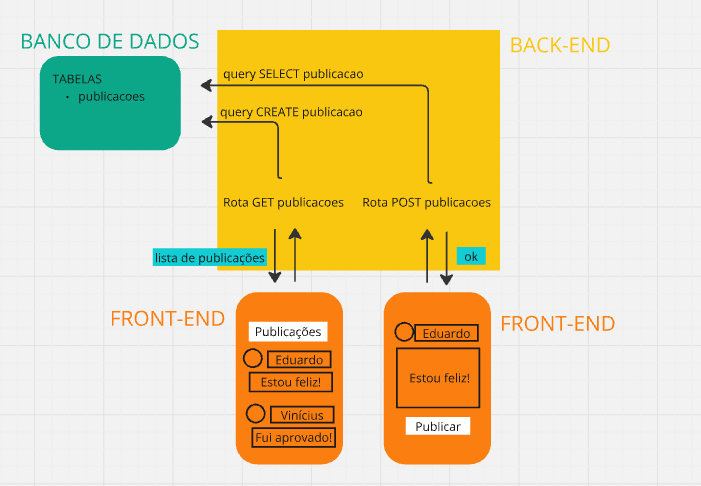 BANCO DE DADOS
BACK-END
TABELAS
• publicacoes
query SELECT publicacao
query CREATE publicacao
Rota GET publicacoes
Rota POST publicacoes
lista de publicações
ok
FRONT-END
FRONT-END
Publicações
Eduardo
Estou feliz!
Vinícius
Fui aprovado!
Eduardo
Estou feliz!
Publicar